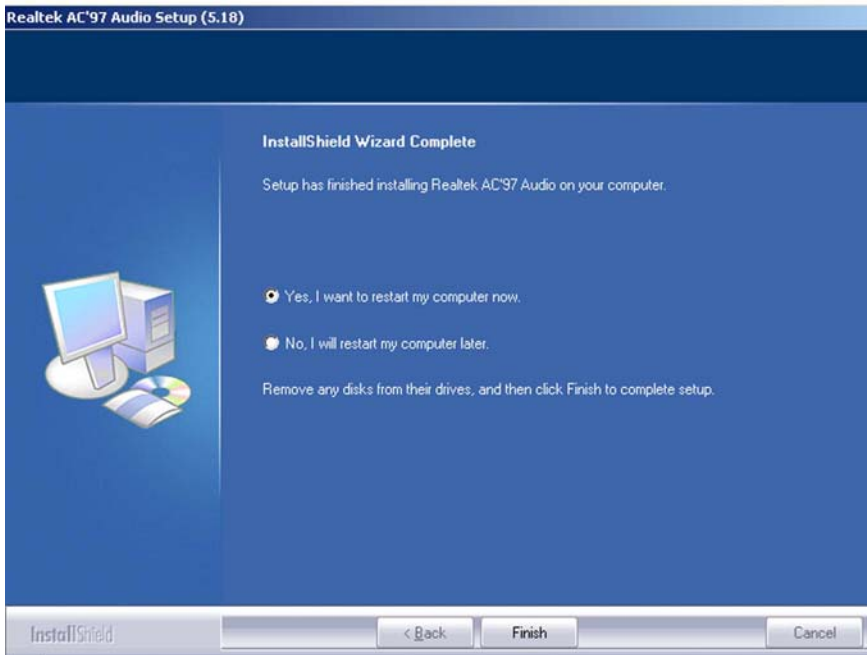 Realtek AC'97 Audio Setup (5.18)
InstallShield Wizard Complete
Setup has finished installing Realtek AC'97 Audio on your computer.
Yes, I want to restart my computer now.
No, I will restart my computer later.
Remove any disks from their drives, and then click Finish to complete setup.
InstallShield
< Back
Finish
Cancel